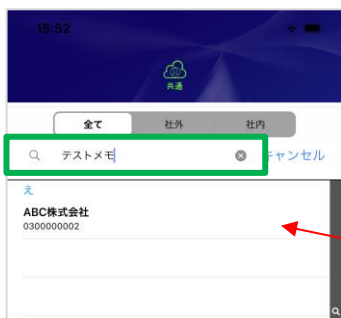 15:52
共通
全て 社外 社内
テストメモ キャンセル
え
ABC株式会社
0300000002